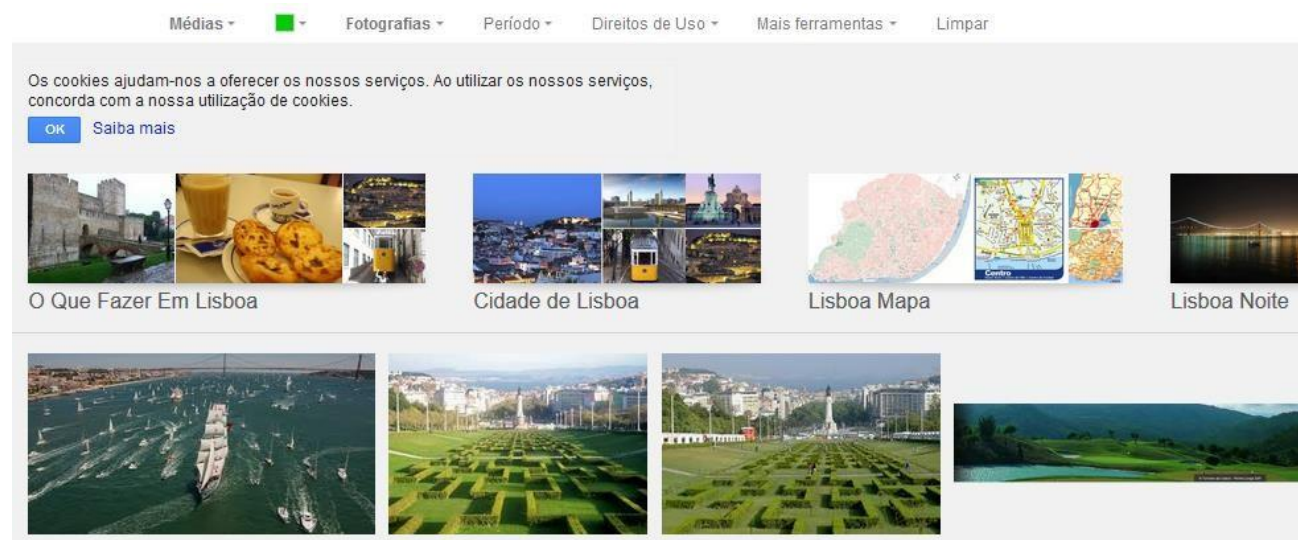 Médias Fotografias Período Direitos de Uso Mais ferramentas Limpar
Os cookies ajudam-nos a oferecer os nossos serviços. Ao utilizar os nossos serviços,
concorda com a nossa utilização de cookies.
OK Saiba mais
Centro
O Que Fazer Em Lisboa Cidade de Lisboa Lisboa Mapa Lisboa Noite